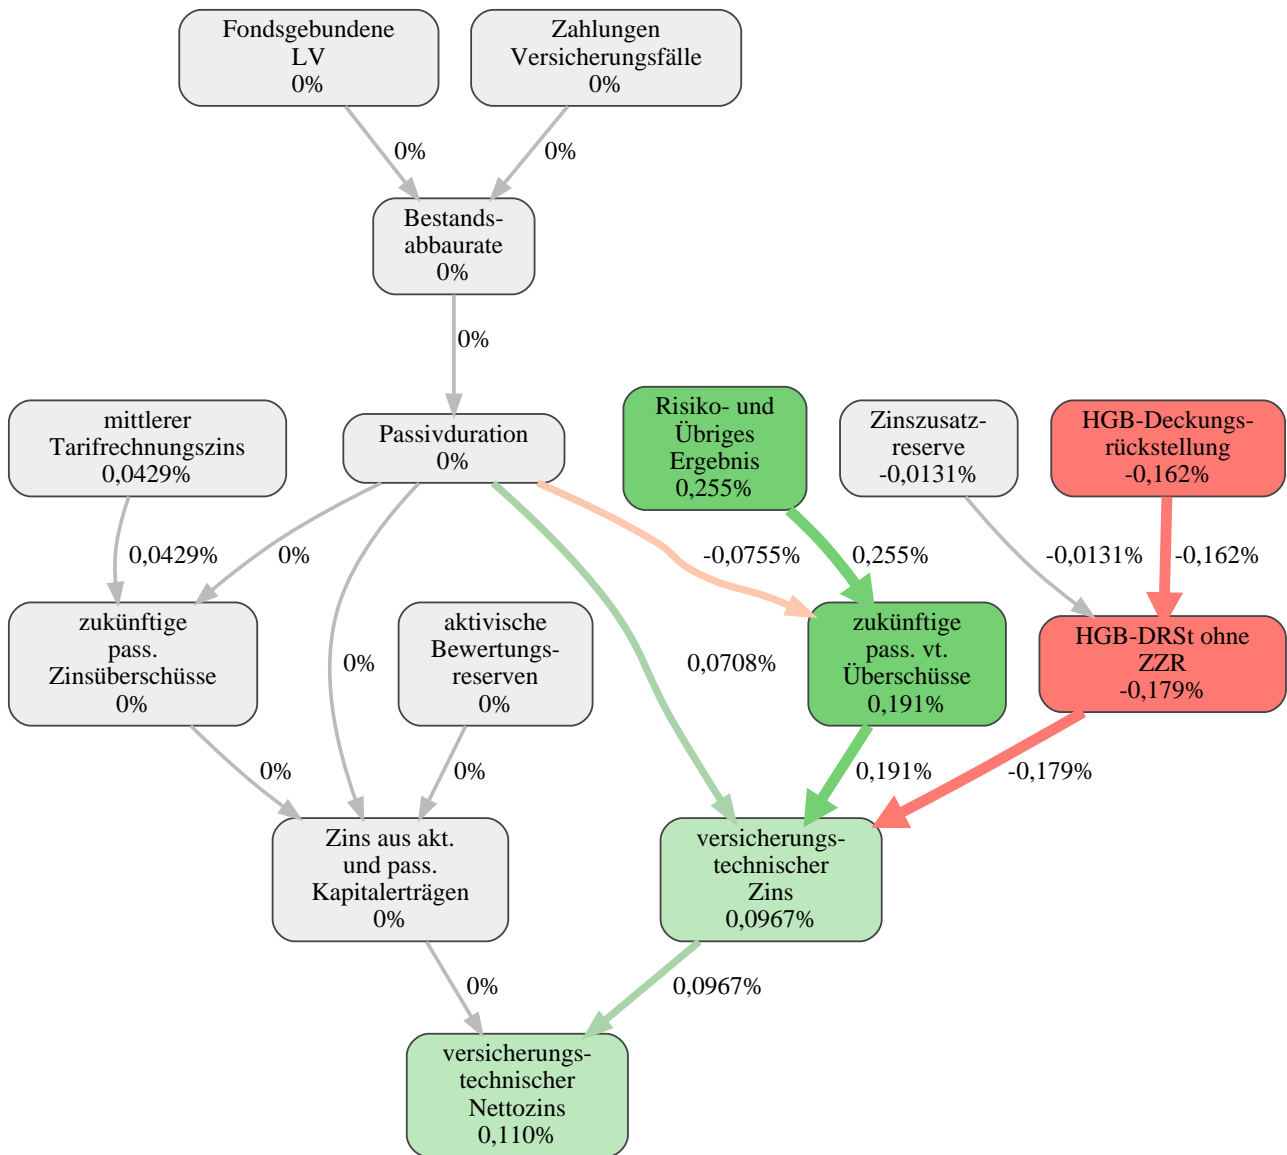 Fondsgebundene
LV
0%
Zahlungen
Versicherungsfälle
0%
0%
0%
Bestands-
abbaurate
0%
0%
mittlerer
Tarifrechnungszins
0,0429%
Passivduration
0%
Risiko- und
Übriges
Ergebnis
0,255%
Zinszusatz-
reserve
-0,0131%
HGB-Deckungs-
rückstellung
-0,162%
0,0429%
0%
-0,0755%
0,255%
-0,0131%
-0,162%
zukünftige
pass.
Zinsüberschüsse
0%
0%
aktivische
Bewertungs-
reserven
0%
0,0708%
zukünftige
pass. vt.
Überschüsse
0,191%
HGB-DRSt ohne
ZZR
-0,179%
0%
0%
0,191%
-0,179%
Zins aus akt.
und pass.
Kapitalerträgen
0%
versicherungs-
technischer
Zins
0,0967%
0%
0,0967%
versicherungs-
technischer
Nettozins
0,110%